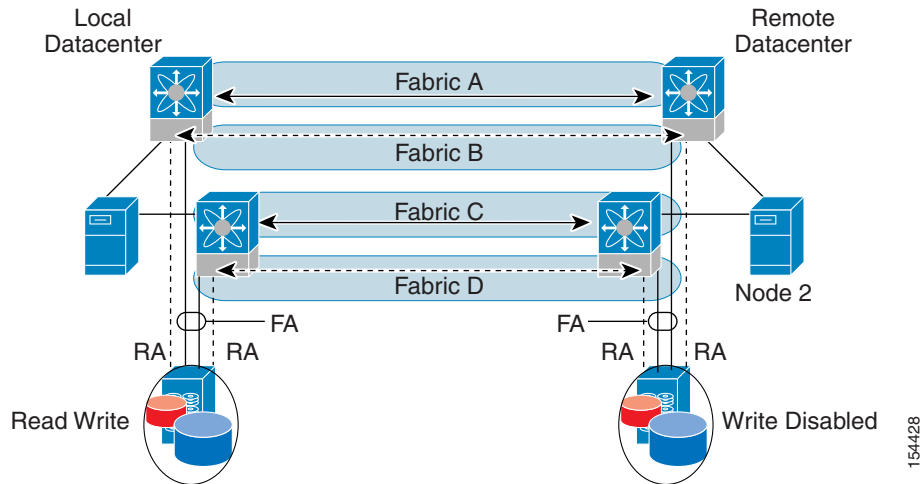 Local
Datacenter
Remote
Datacenter
Fabric A
Fabric B
Fabric C
Fabric D
Node 2
FA
FA
RA
RA
RA
RA
Read Write
Write Disabled
154428